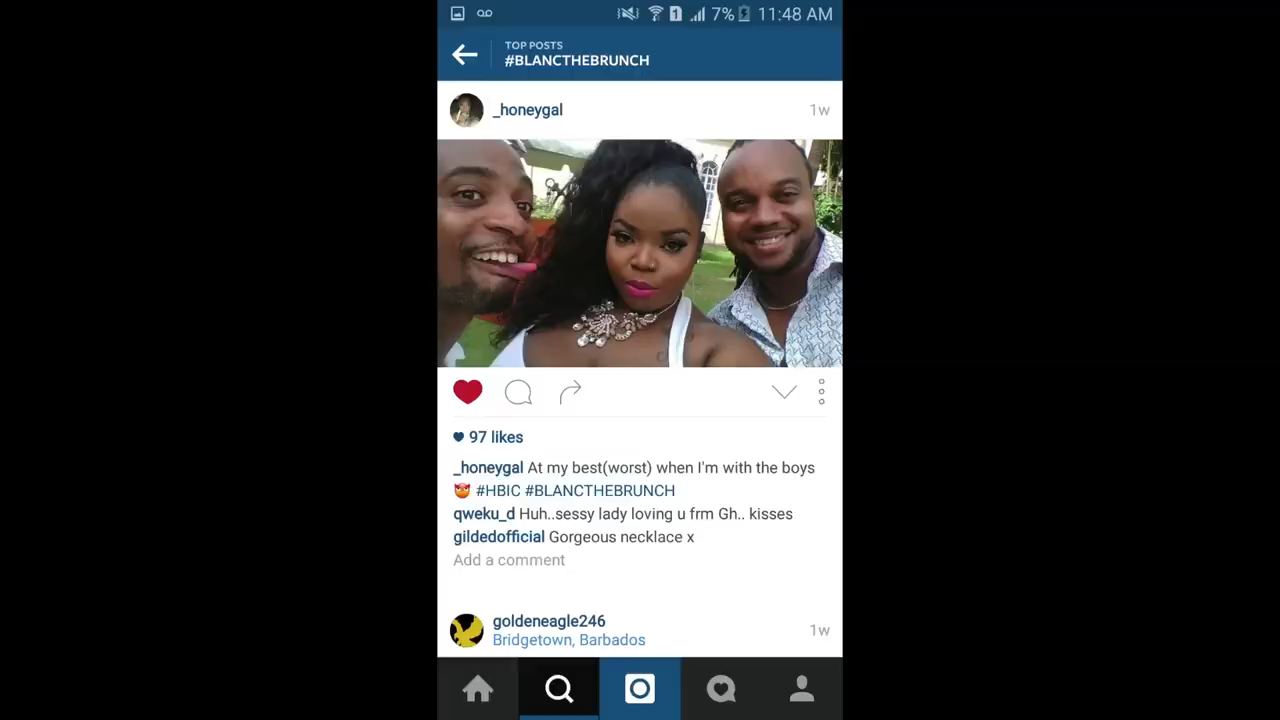 7% 11:48 AM
TOP POSTS
#BLANCTHEBRUNCH
_honeygal 1w
97 likes
_honeygal At my best(worst) when I'm with the boys
😈 #HBIC #BLANCTHEBRUNCH
qweku_d Huh..sessy lady loving u frm Gh.. kisses
gildedofficial Gorgeous necklace x
Add a comment
goldeneagle246
Bridgetown, Barbados 1w